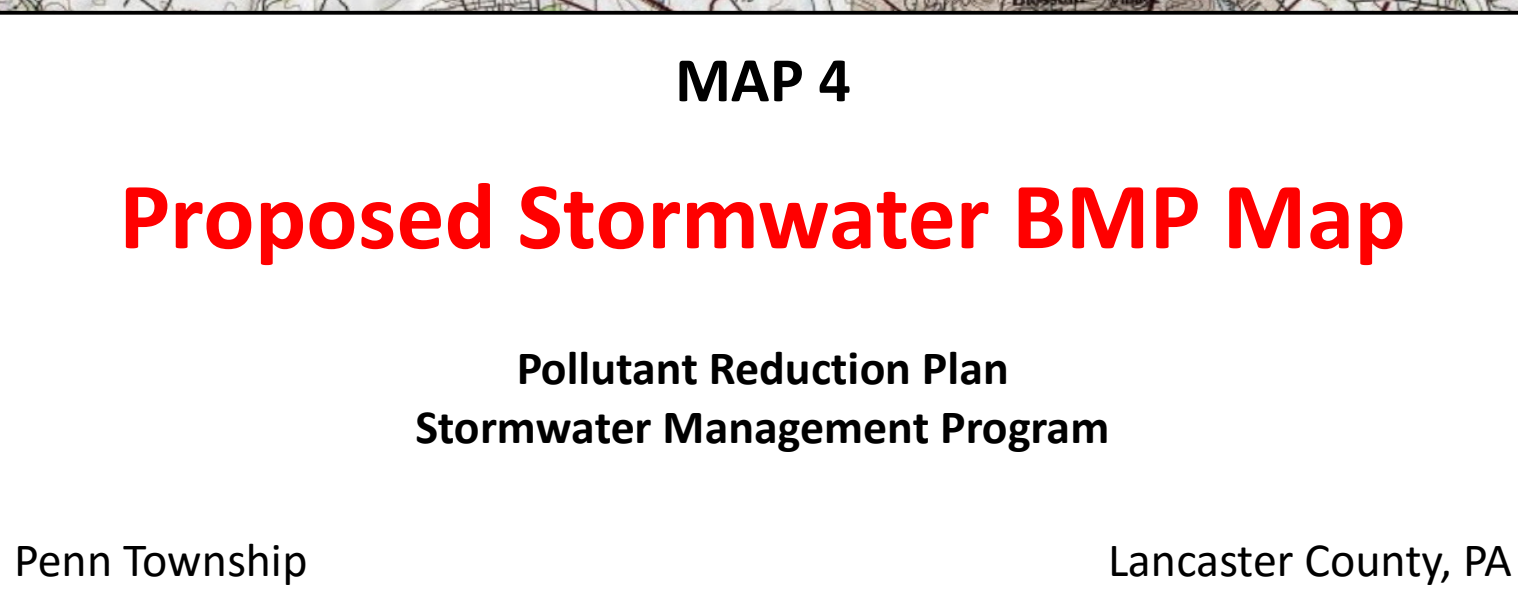 MAP 4
Proposed Stormwater BMP Map
Pollutant Reduction Plan
Stormwater Management Program
Penn Township Lancaster County, PA